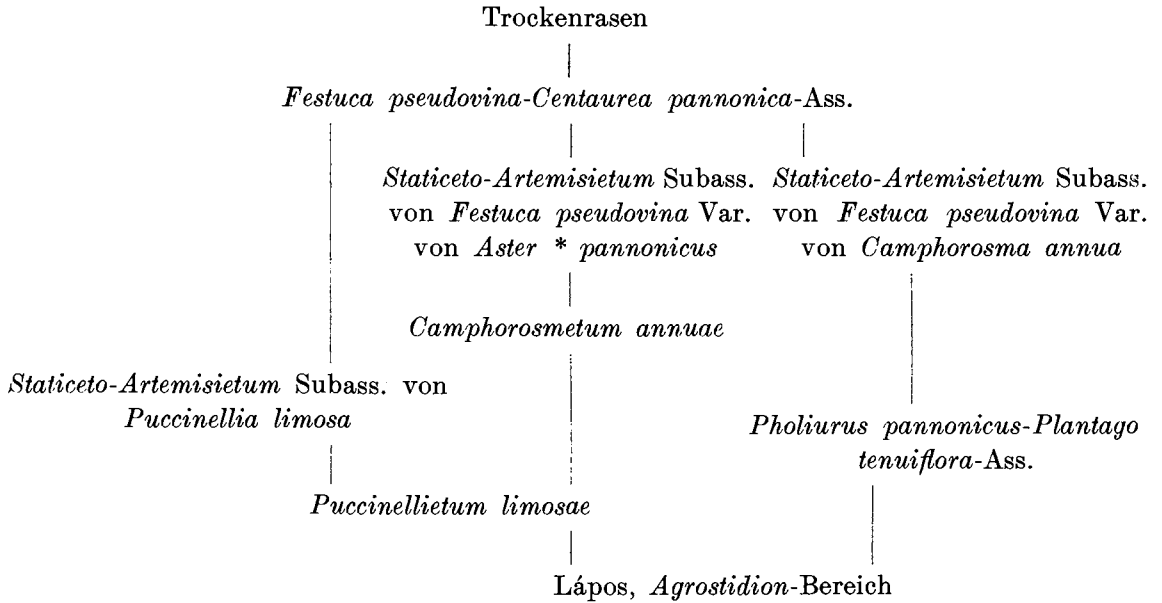 Trockenrasen
Festuca pseudovina-Centaurea pannonica-Ass.
Staticeto-Artemisietum Subass.
von Festuca pseudovina Var.
von Aster * pannonicus
Staticeto-Artemisietum Subass.
von Festuca pseudovina Var.
von Camphorosma annua
Camphorosmetum annuae
Staticeto-Artemisietum Subass. von
Puccinellia limosa
Pholiurus pannonicus-Plantago
tenuiflora-Ass.
Puccinellietum limosae
Lápos, Agrostidion-Bereich